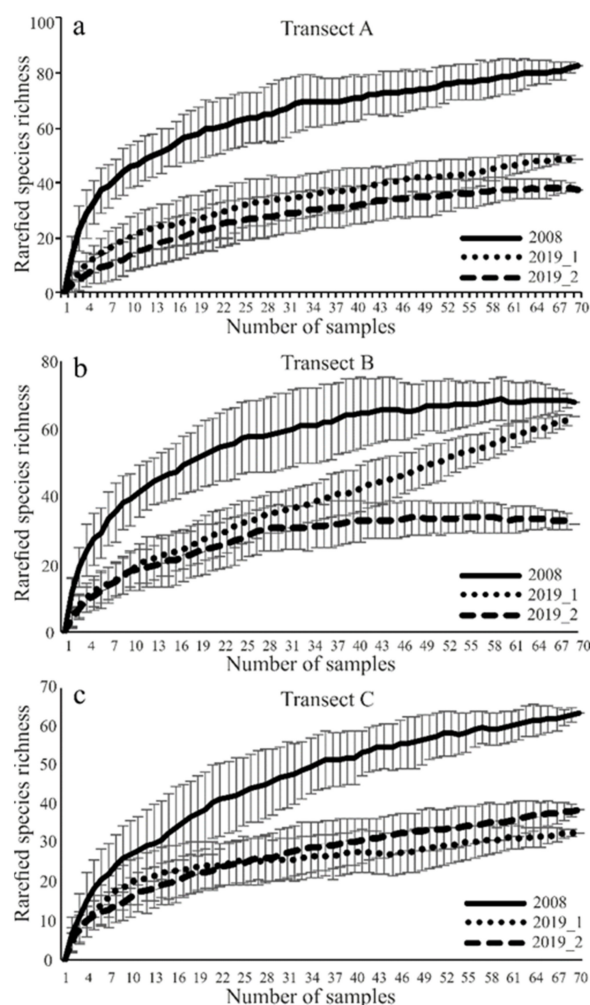 a
Transect A
100
80
60
40
20
0
Rarefied species richness
1 4 7 10 13 16 19 22 25 28 31 34 37 40 43 46 49 52 55 58 61 64 67 70
Number of samples
2008
2019_1
2019_2
b
Transect B
80
60
40
20
0
Rarefied species richness
1 4 7 10 13 16 19 22 25 28 31 34 37 40 43 46 49 52 55 58 61 64 67 70
Number of samples
2008
2019_1
2019_2
c
Transect C
70
60
50
40
30
20
10
0
Rarefied species richness
1 4 7 10 13 16 19 22 25 28 31 34 37 40 43 46 49 52 55 58 61 64 67 70
Number of samples
2008
2019_1
2019_2